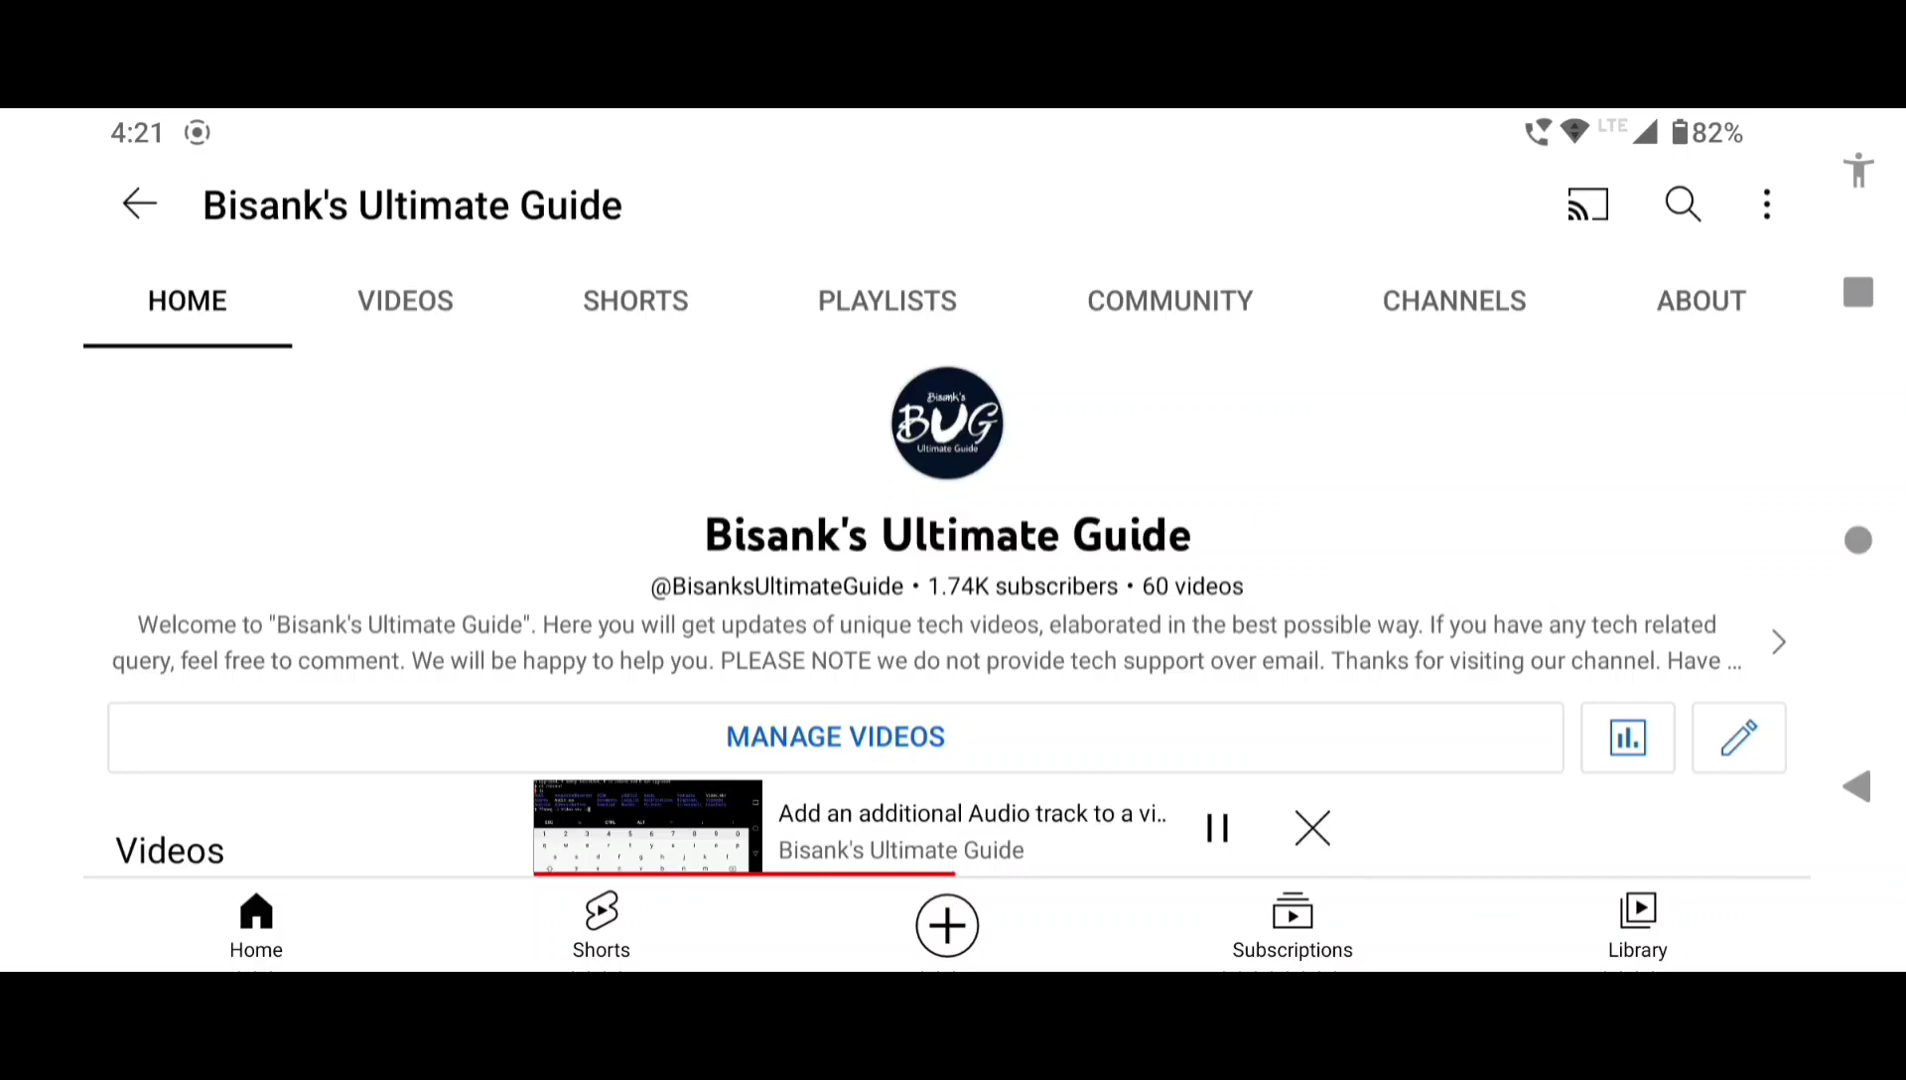 4:21
LTE
82%
Bisank's Ultimate Guide
HOME VIDEOS SHORTS PLAYLISTS COMMUNITY CHANNELS ABOUT
Bisank's
BUG
Ultimate Guide
Bisank's Ultimate Guide
@BisanksUltimateGuide • 1.74K subscribers • 60 videos
Welcome to "Bisank's Ultimate Guide". Here you will get updates of unique tech videos, elaborated in the best possible way. If you have any tech related
query, feel free to comment. We will be happy to help you. PLEASE NOTE we do not provide tech support over email. Thanks for visiting our channel. Have ...
MANAGE VIDEOS
Add an additional Audio track to a vi..
Bisank's Ultimate Guide
Videos
Home Shorts Subscriptions Library